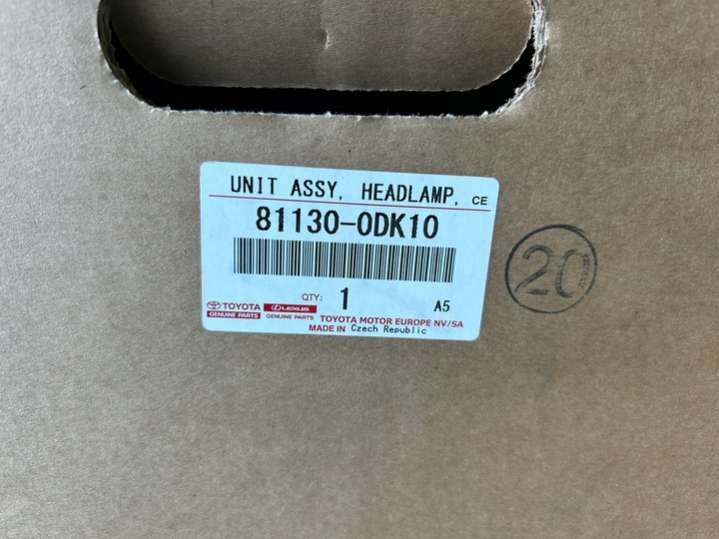 UNIT ASSY, HEADLAMP, CE
81130-0DK10
QTY: 1 A5
TOYOTA LEXUS
GENUINE PARTS GENUINE PARTS TOYOTA MOTOR EUROPE NV/SA
MADE IN Czech Republic
20